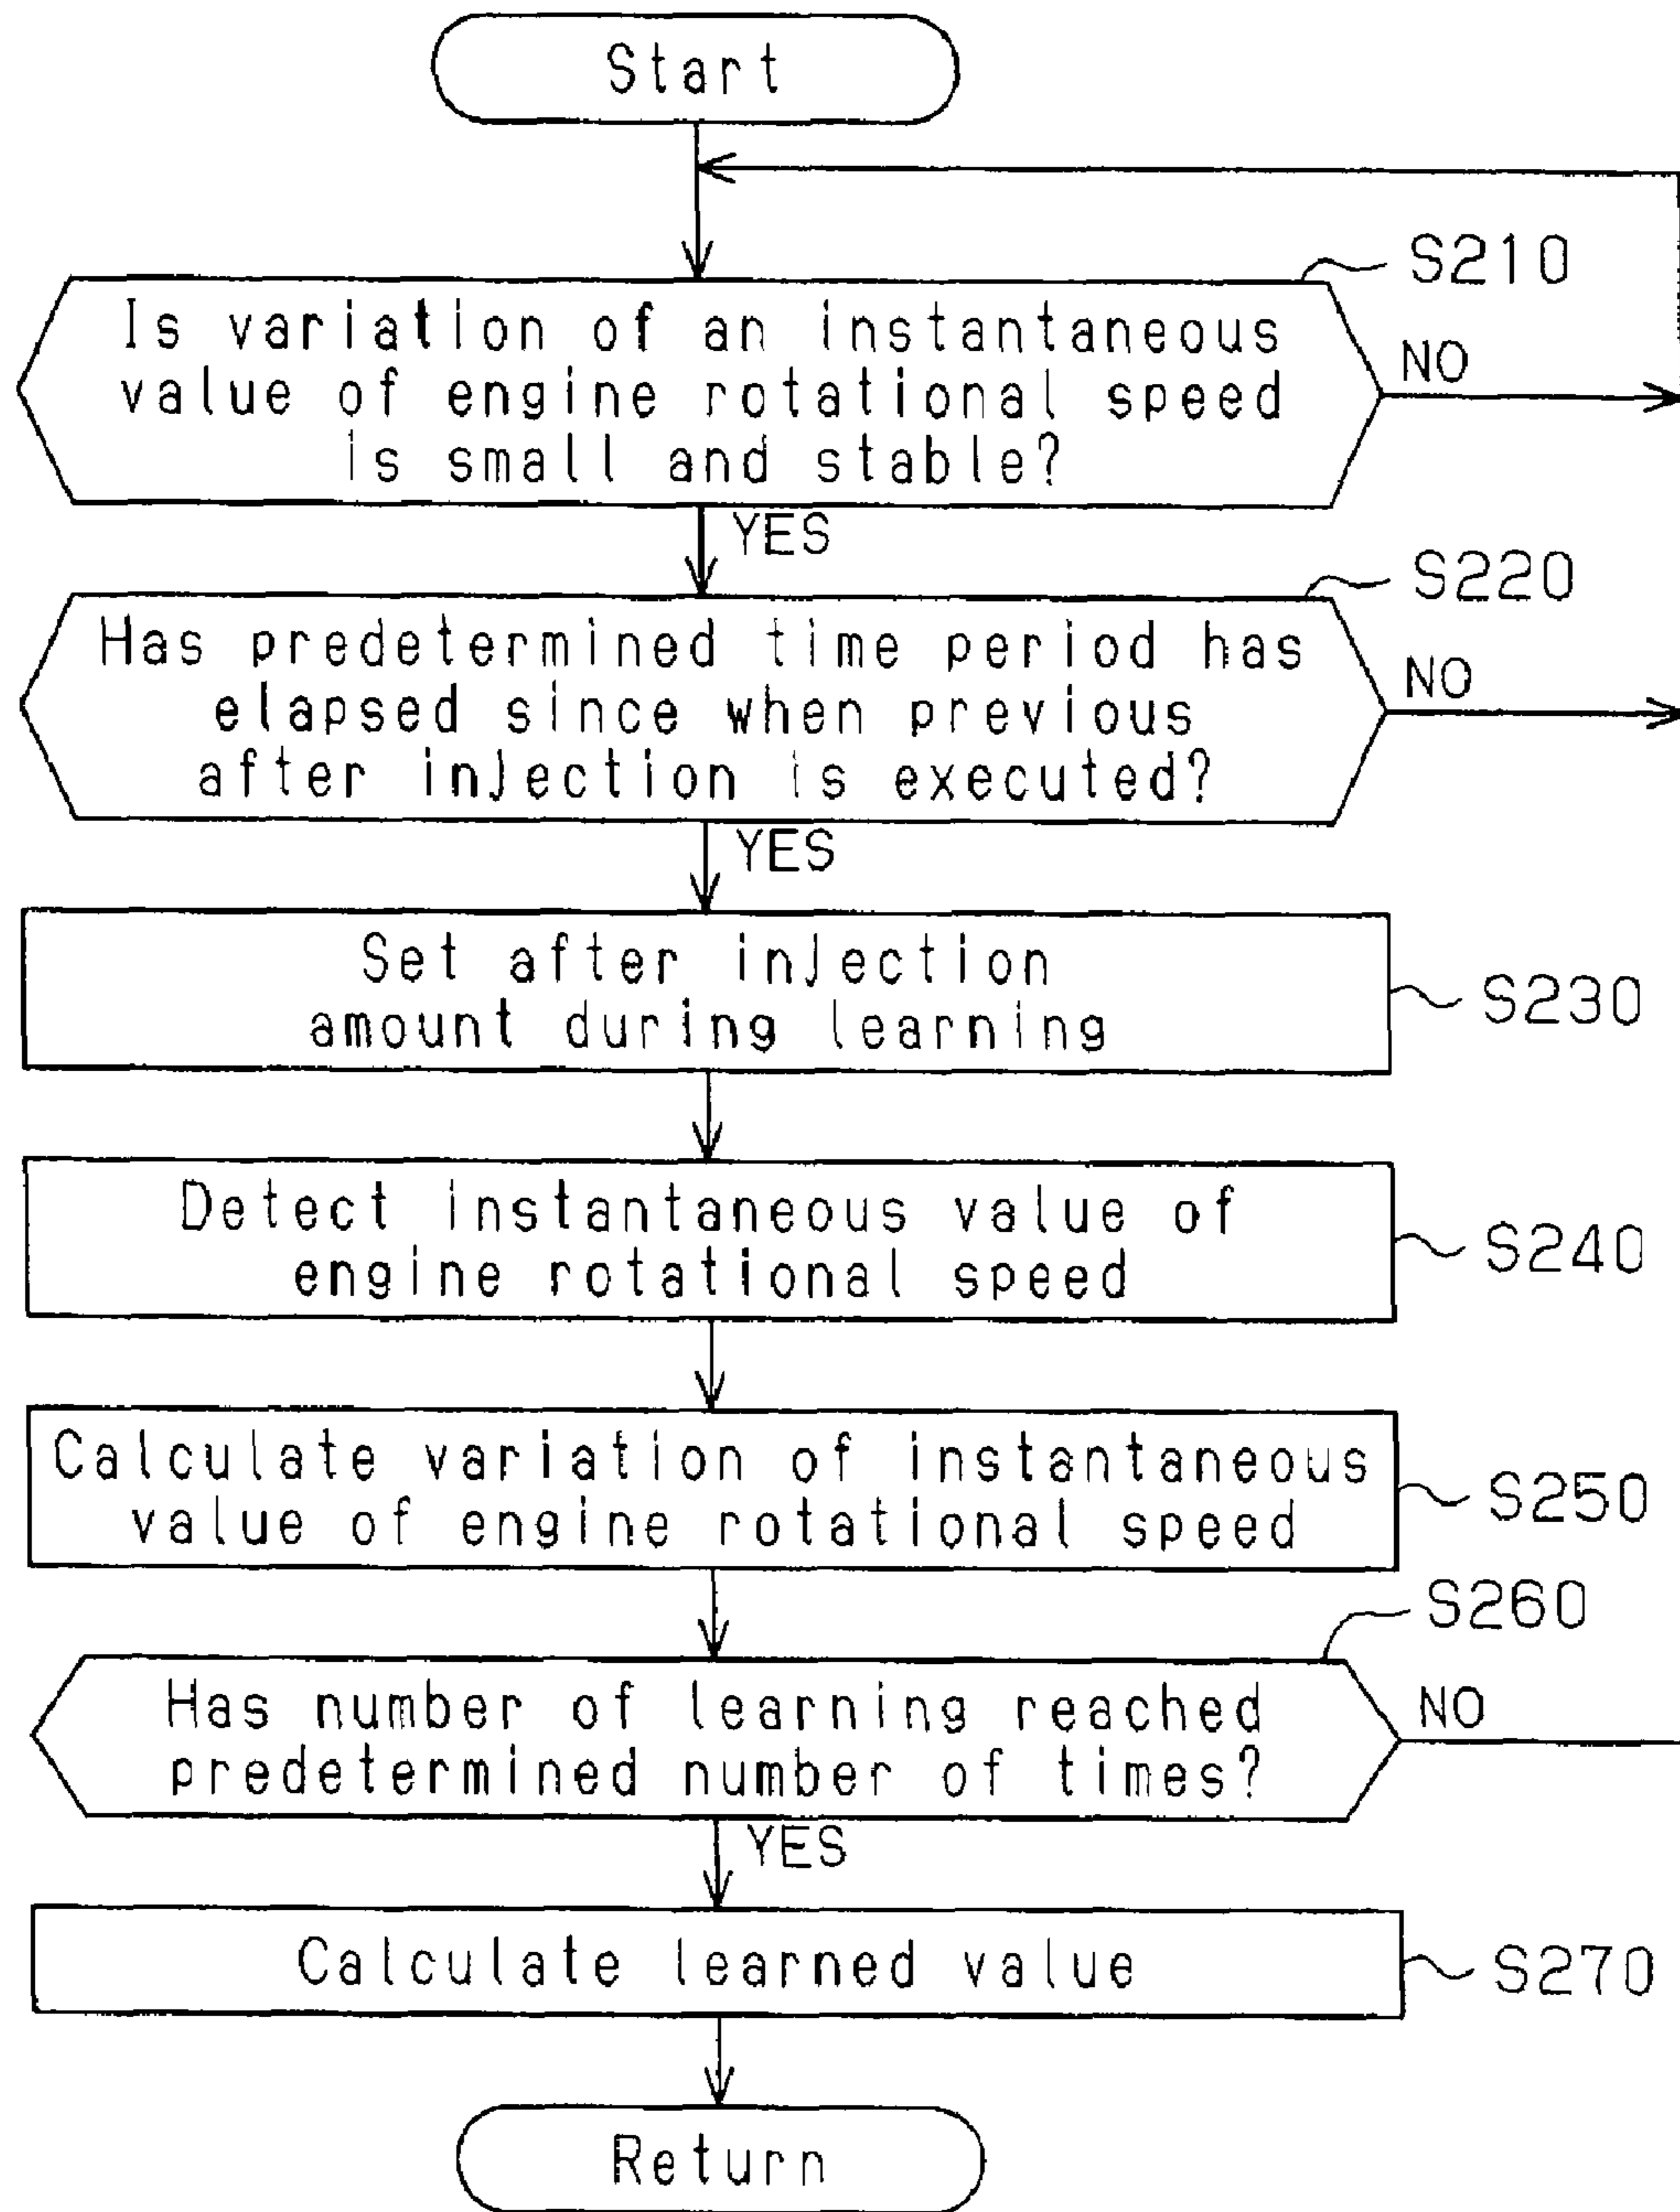 Start
S210
Is variation of an instantaneous
value of engine rotational speed
is small and stable?
NO
YES
S220
Has predetermined time period has
elapsed since when previous
after injection is executed?
NO
YES
Set after injection
amount during learning
S230
Detect instantaneous value of
engine rotational speed
S240
Calculate variation of instantaneous
value of engine rotational speed
S250
S260
Has number of learning reached
predetermined number of times?
NO
YES
Calculate learned value
S270
Return